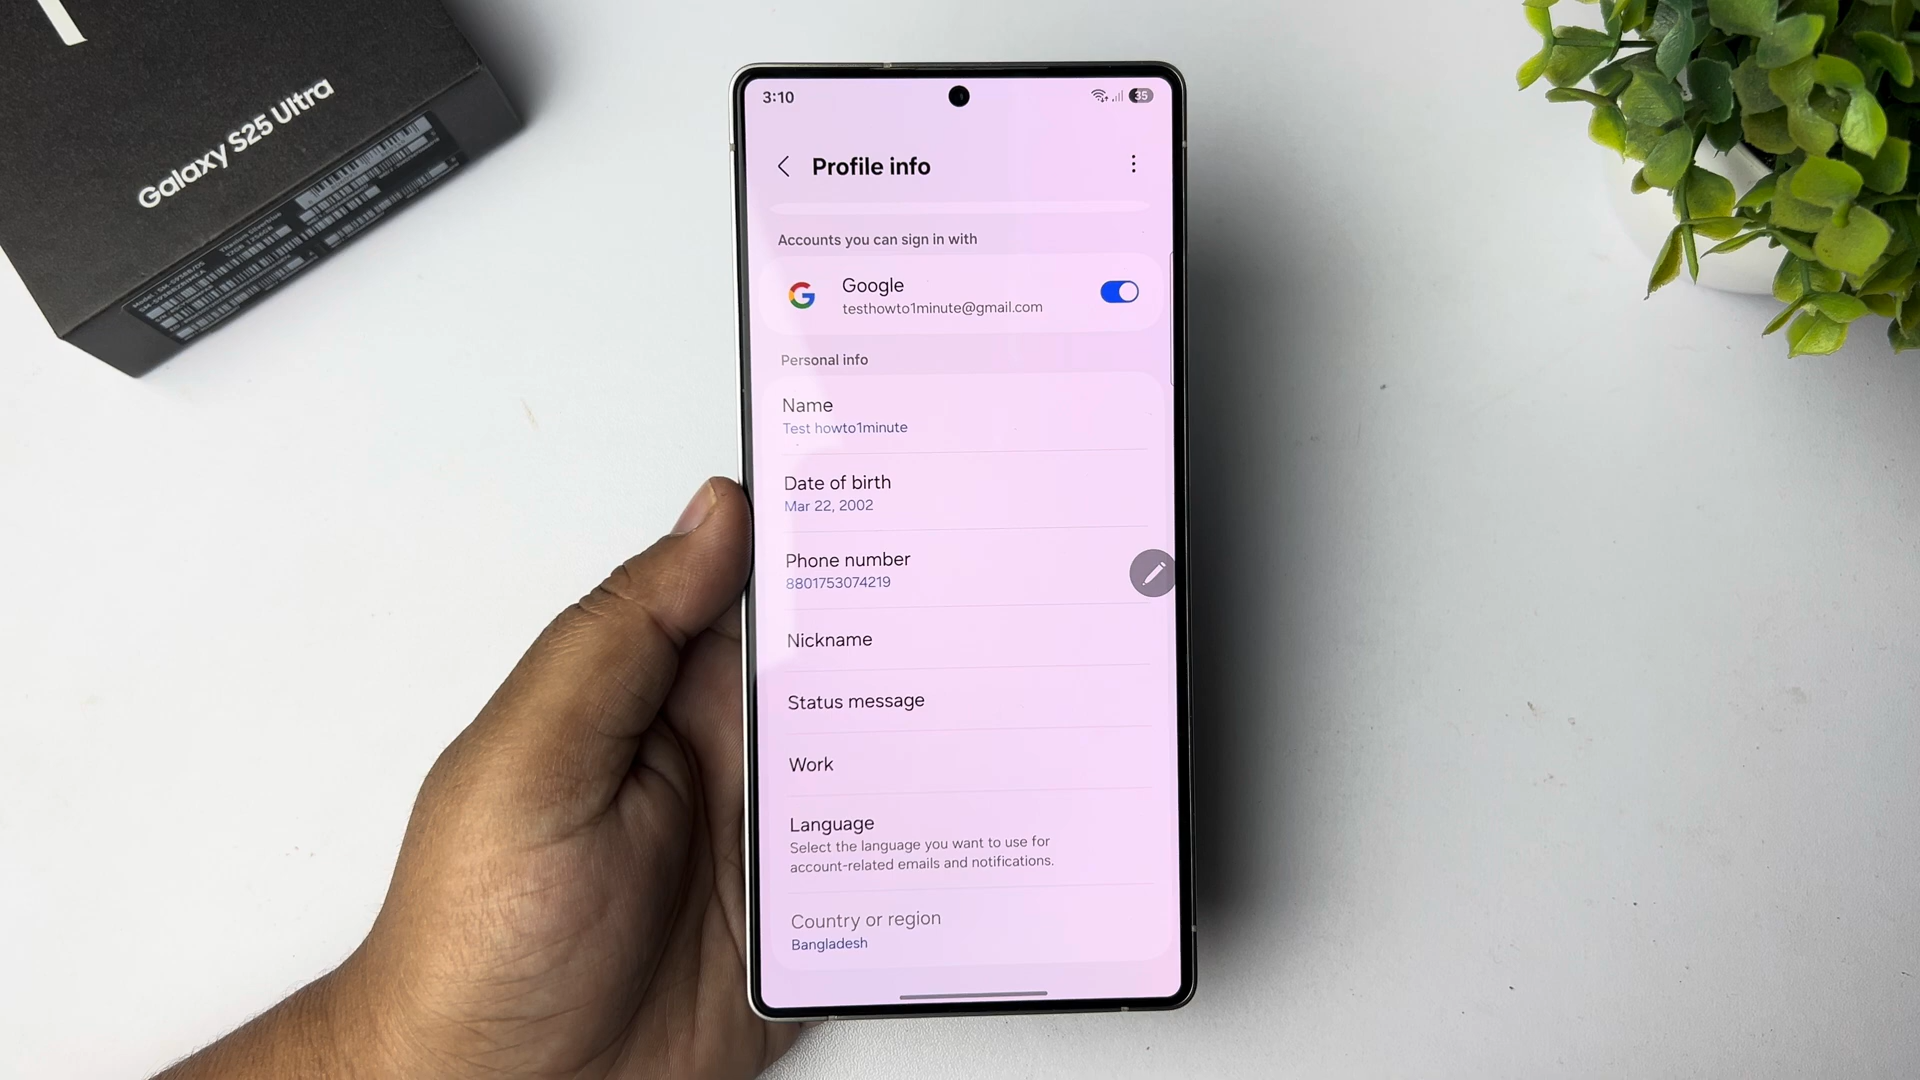 Galaxy S25 Ultra
3:10
35
Profile info
Accounts you can sign in with
Google
testhowto1minute@gmail.com
Personal info
Name
Test howto1minute
Date of birth
Mar 22, 2002
Phone number
8801753074219
Nickname
Status message
Work
Language
Select the language you want to use for
account-related emails and notifications.
Country or region
Bangladesh